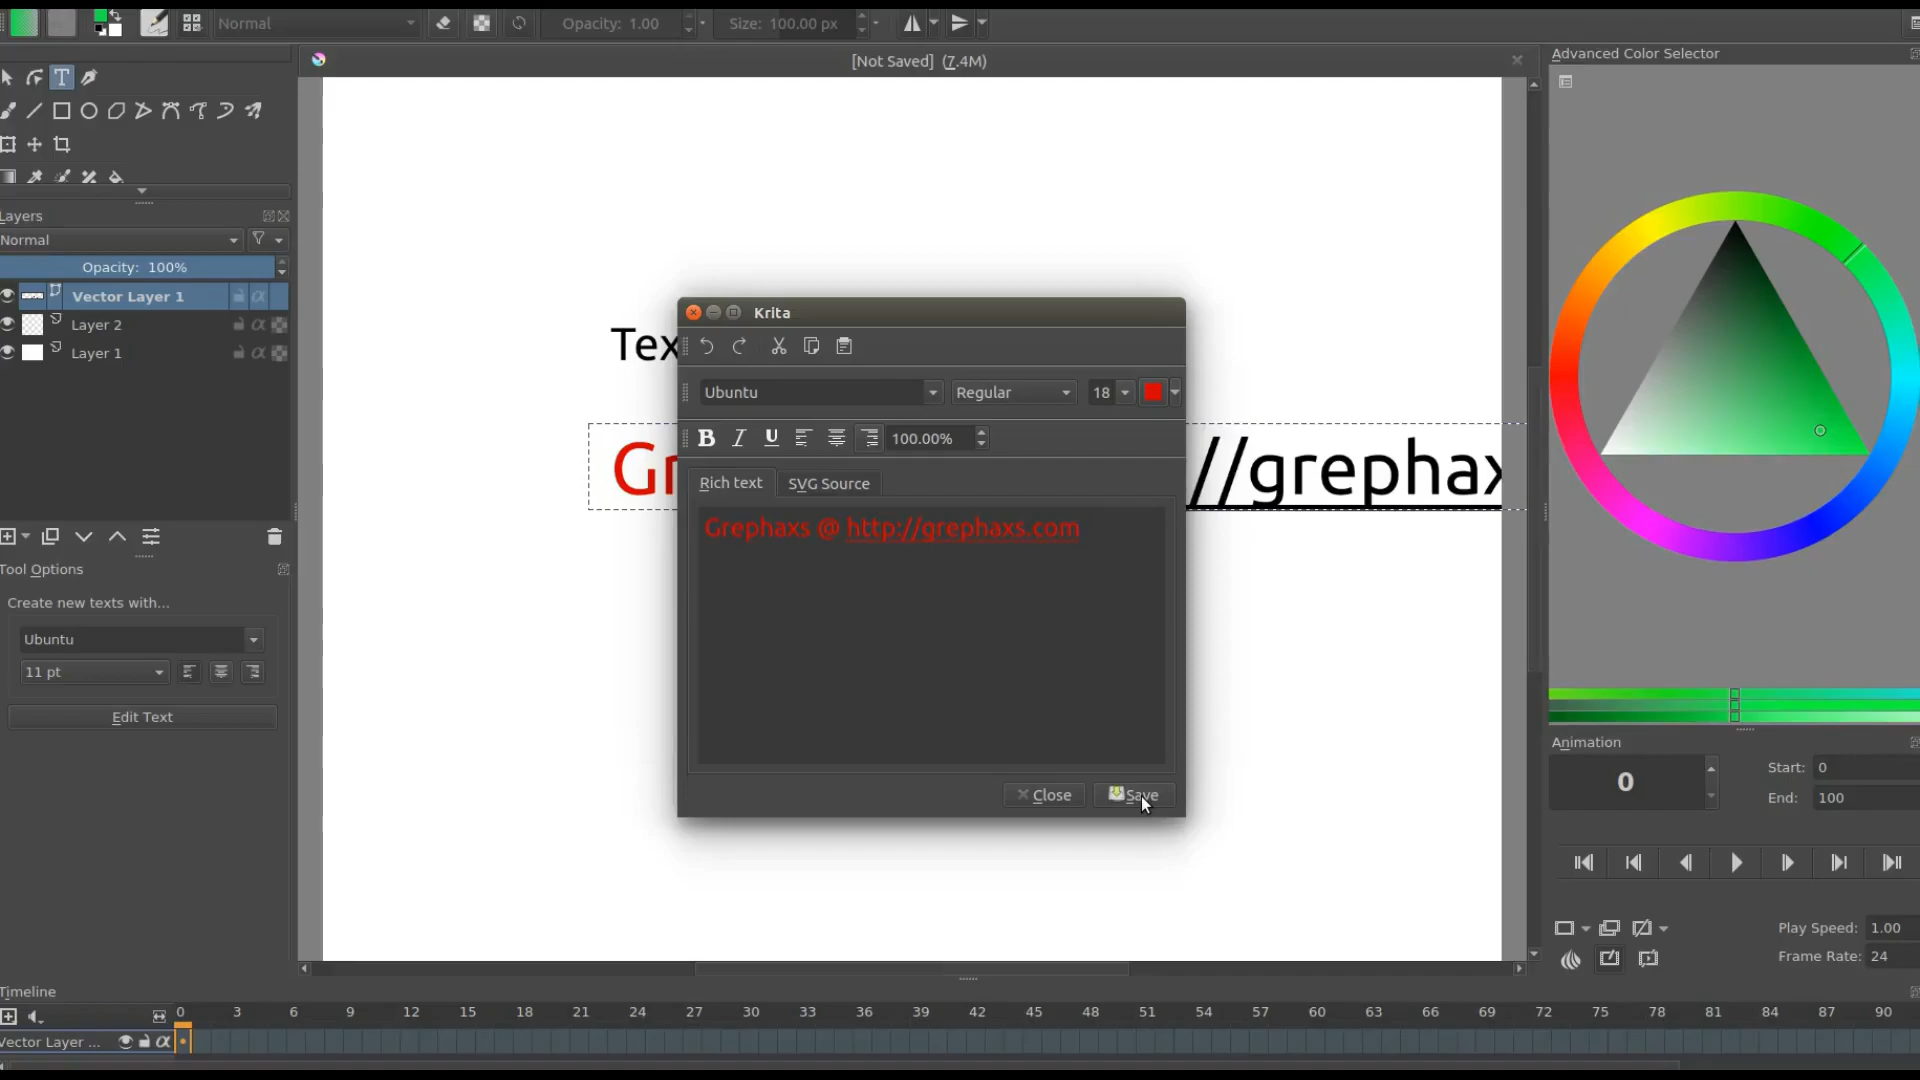 Normal
Opacity: 1.00
Size: 100.00 px
[Not Saved] (7.4M)
Advanced Color Selector
T
Layers
Normal
Opacity: 100%
Vector Layer 1
Layer 2
Layer 1
Tool Options
Create new texts with...
Ubuntu
11 pt
Edit Text
Tex
Gr
//grephax
Krita
Ubuntu
Regular
18
B I U
100.00%
Rich text
SVG Source
Grephaxs @ http://grephaxs.com
Close
Save
Animation
0
Start: 0
End: 100
Play Speed: 1.00
Frame Rate: 24
Timeline
0 3 6 9 12 15 18 21 24 27 30 33 36 39 42 45 48 51 54 57 60 63 66 69 72 75 78 81 84 87 90
Vector Layer ...